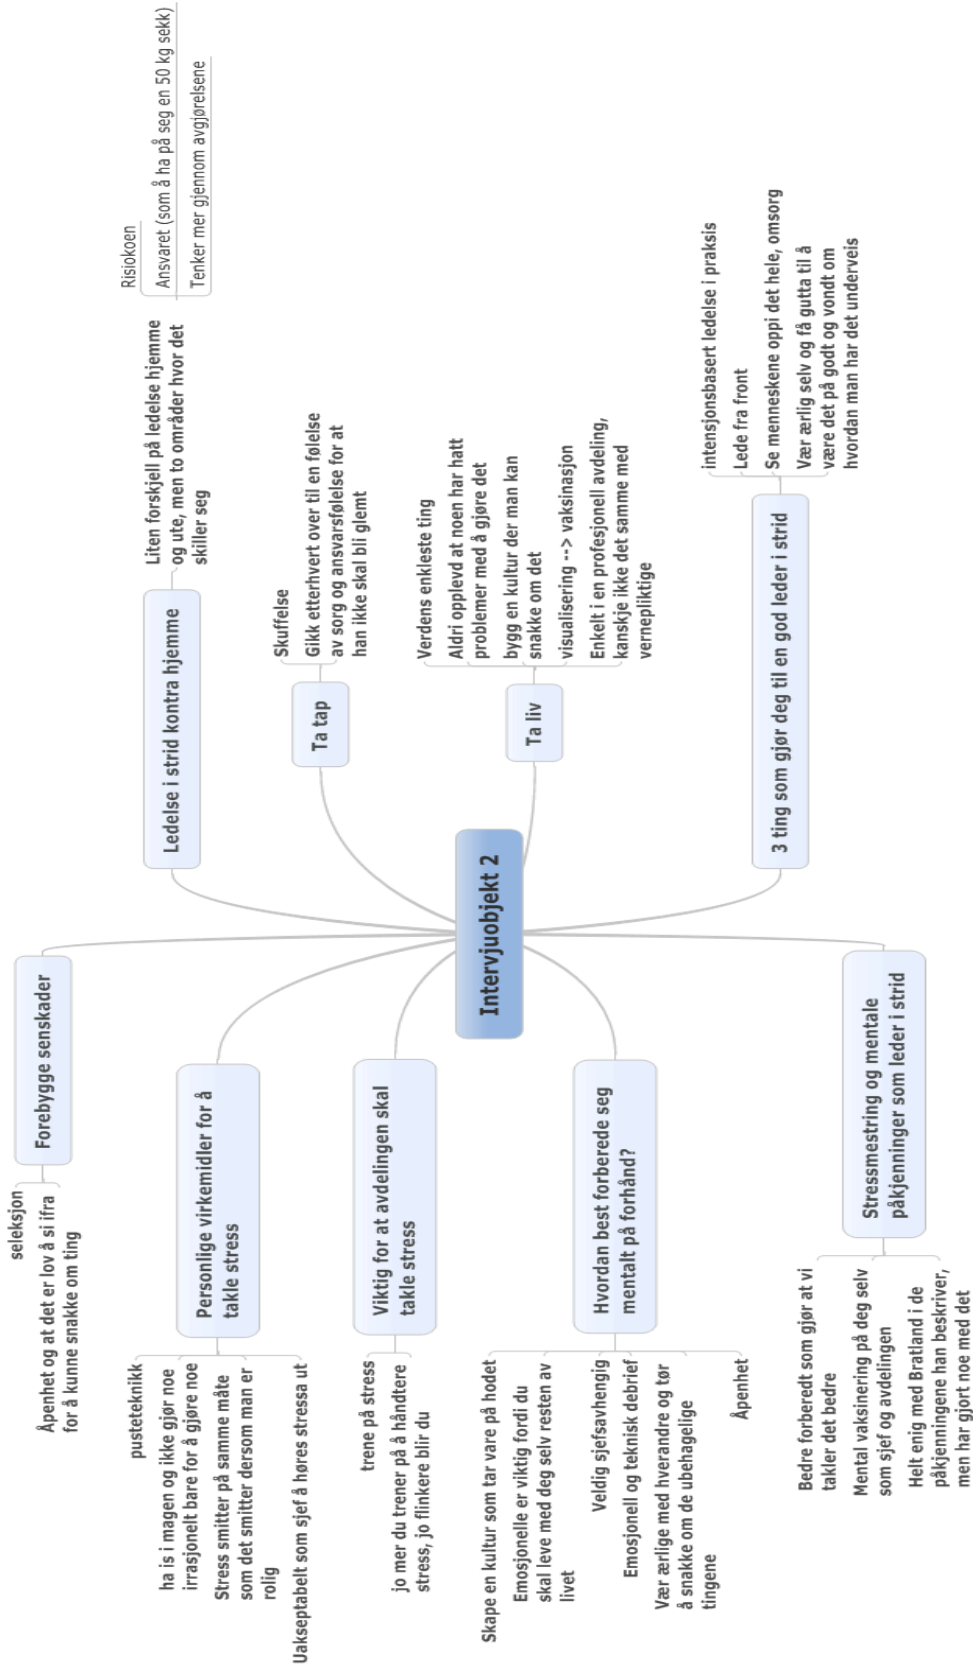 Intervjuobjekt 2
Ledelse i strid kontra hjemme
Liten forskjell på ledelse hjemme
og ute, men to områder hvor det
skiller seg
Risiokoen
Ansvaret (som å ha på seg en 50 kg sekk)
Tenker mer gjennom avgjørelsene
Ta tap
Skuffelse
Gikk etterhvert over til en følelse
av sorg og ansvarsfølelse for at
han ikke skal bli glemt
Ta liv
Verdens enkleste ting
Aldri opplevd at noen har hatt
problemer med å gjøre det
bygg en kultur der man kan
snakke om det
visualisering --> vaksinasjon
Enkelt i en profesjonell avdeling,
kanskje ikke det samme med
vernepliktige
3 ting som gjør deg til en god leder i strid
intensjonsbasert ledelse i praksis
Lede fra front
Se menneskene oppi det hele, omsorg
Vær ærlig selv og få gutta til å
være det på godt og vondt om
hvordan man har det underveis
Forebygge senskader
seleksjon
Åpenhet og at det er lov å si ifra
for å kunne snakke om ting
Personlige virkemidler for å
takle stress
pusteteknikk
ha is i magen og ikke gjør noe
irrasjonelt bare for å gjøre noe
Stress smitter på samme måte
som det smitter dersom man er
rolig
Uakseptabelt som sjef å høres stressa ut
Viktig for at avdelingen skal
takle stress
trene på stress
jo mer du trener på å håndtere
stress, jo flinkere blir du
Hvordan best forberede seg
mentalt på forhånd?
Skape en kultur som tar vare på hodet
Emosjonelle er viktig fordi du
skal leve med deg selv resten av
livet
Veldig sjefsavhengig
Emosjonell og teknisk debrief
Vær ærlige med hverandre og tør
å snakke om de ubehagelige
tingene
Åpenhet
Stressmestring og mentale
påkjenninger som leder i strid
Bedre forberedt som gjør at vi
takler det bedre
Mental vaksinering på deg selv
som sjef og avdelingen
Helt enig med Bratland i de
påkjenningene han beskriver,
men har gjort noe med det